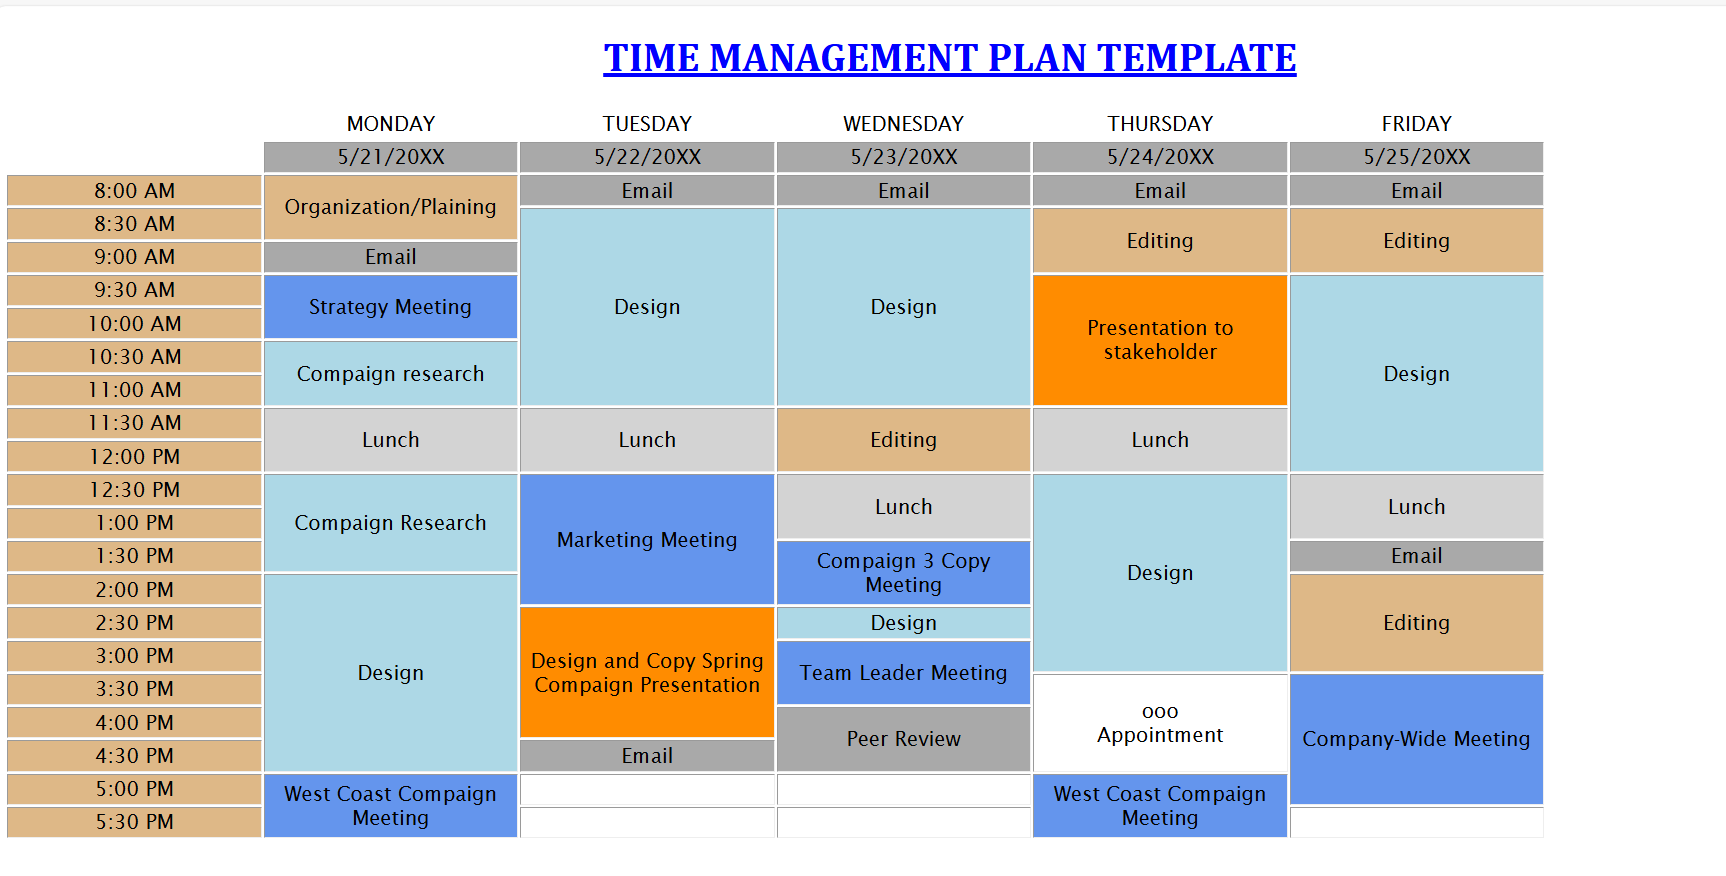 TIME MANAGEMENT PLAN TEMPLATE
MONDAY TUESDAY WEDNESDAY THURSDAY FRIDAY
5/21/20XX 5/22/20XX 5/23/20XX 5/24/20XX 5/25/20XX
8:00 AM Organization/Plaining Email Email Email Email
8:30 AM Design Design Editing Editing
9:00 AM Email
9:30 AM Strategy Meeting Presentation to
stakeholder Design
10:00 AM
10:30 AM Compaign research
11:00 AM
11:30 AM Lunch Lunch Editing Lunch
12:00 PM
12:30 PM Compaign Research Marketing Meeting Lunch Design Lunch
1:00 PM
1:30 PM Compaign 3 Copy
Meeting Email
2:00 PM Design Editing
2:30 PM Design and Copy Spring
Compaign Presentation Design
3:00 PM Team Leader Meeting
3:30 PM ooo
Appointment Company-Wide Meeting
4:00 PM Peer Review
4:30 PM Email
5:00 PM West Coast Compaign
Meeting West Coast Compaign
Meeting
5:30 PM